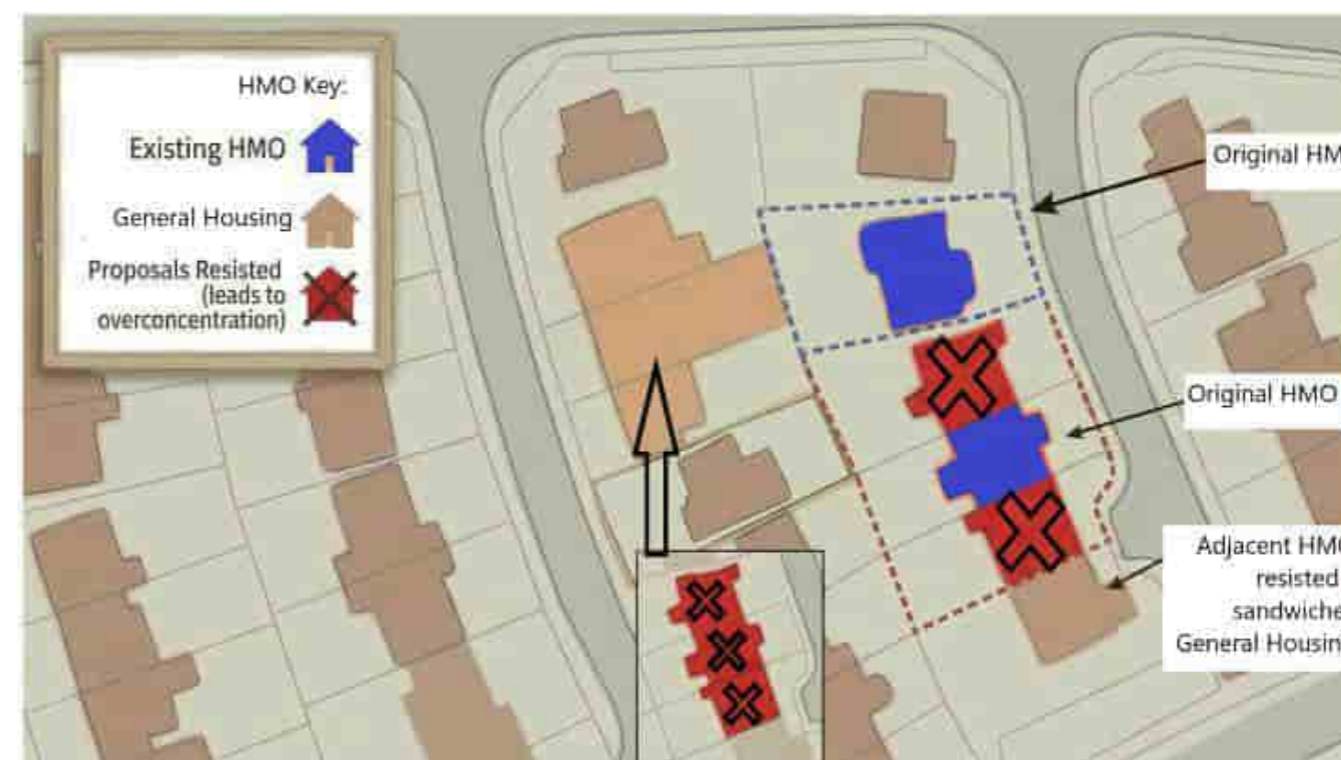 HMO Key:
Existing HMO
General Housing
Proposals Resisted
(leads to
overconcentration)
Original HM
Original HMO
Adjacent HMO
resisted
sandwiche
General Housin